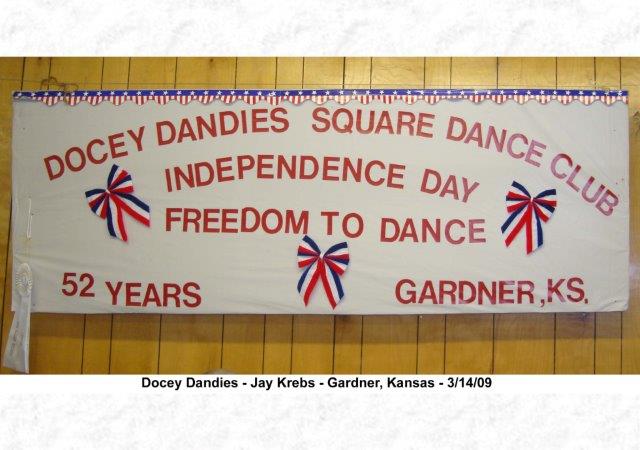 DOCEY DANDIES SQUARE DANCE CLUB
INDEPENDENCE DAY
FREEDOM TO DANCE
52 YEARS
GARDNER, KS.
Docey Dandies - Jay Krebs - Gardner, Kansas - 3/14/09